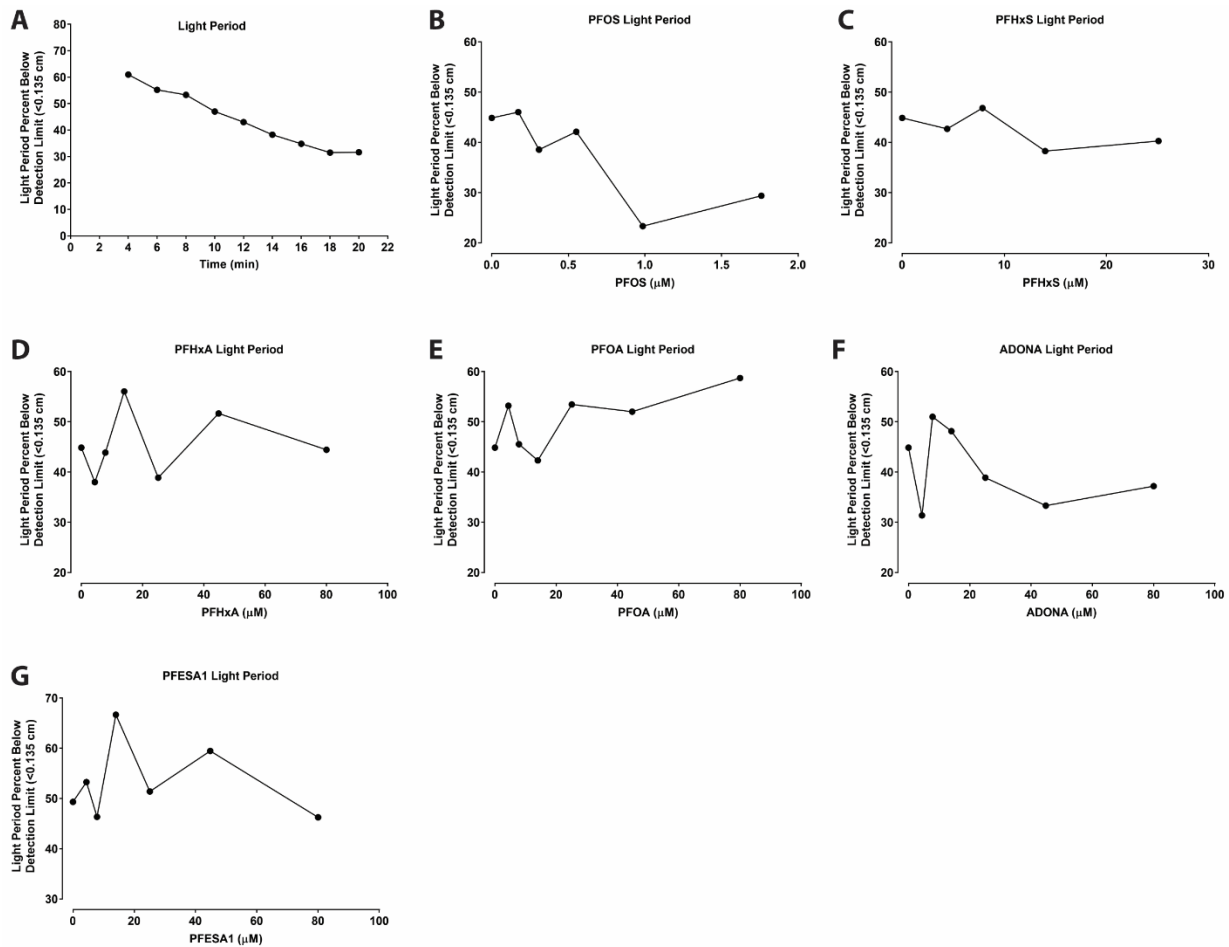 A
Light Period
Light Period Percent Below
Detection Limit (<0.135 cm)
80
70
60
50
40
30
20
10
0
0 2 4 6 8 10 12 14 16 18 20 22
Time (min)
B
PFOS Light Period
Light Period Percent Below
Detection Limit (<0.135 cm)
60
50
40
30
20
0.0 0.5 1.0 1.5 2.0
PFOS (μM)
C
PFHxS Light Period
Light Period Percent Below
Detection Limit (<0.135 cm)
60
50
40
30
20
0 10 20 30
PFHxS (μM)
D
PFHxA Light Period
Light Period Percent Below
Detection Limit (<0.135 cm)
60
50
40
30
20
0 20 40 60 80 100
PFHxA (μM)
E
PFOA Light Period
Light Period Percent Below
Detection Limit (<0.135 cm)
60
50
40
30
20
0 20 40 60 80 100
PFOA (μM)
F
ADONA Light Period
Light Period Percent Below
Detection Limit (<0.135 cm)
60
50
40
30
20
0 20 40 60 80 100
ADONA (μM)
G
PFESA1 Light Period
Light Period Percent Below
Detection Limit (<0.135 cm)
70
60
50
40
30
0 20 40 60 80 100
PFESA1 (μM)